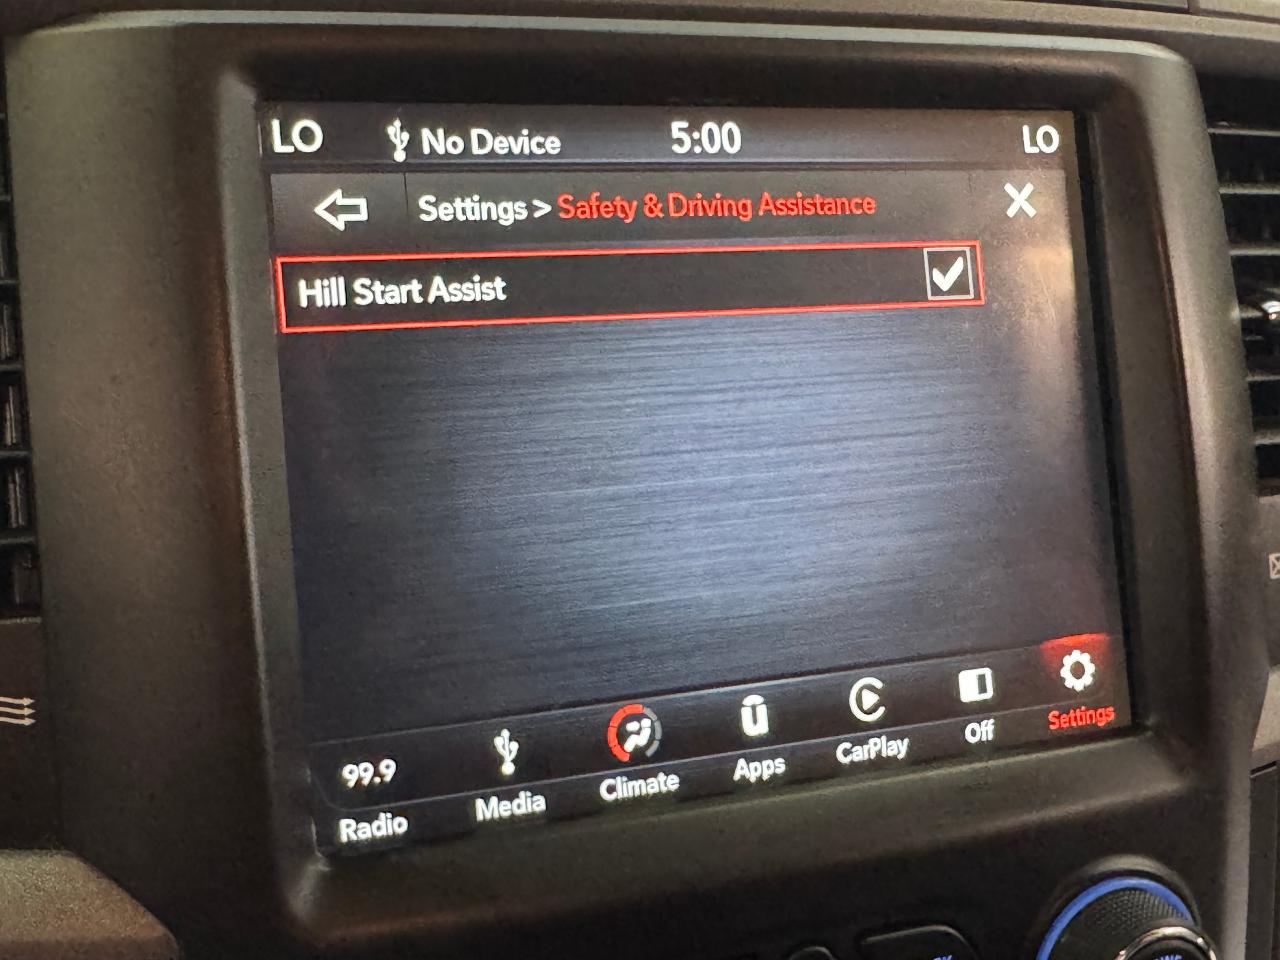 LO No Device 5:00 LO
Settings > Safety & Driving Assistance
Hill Start Assist
99.9
Radio Media Climate Apps CarPlay Off Settings